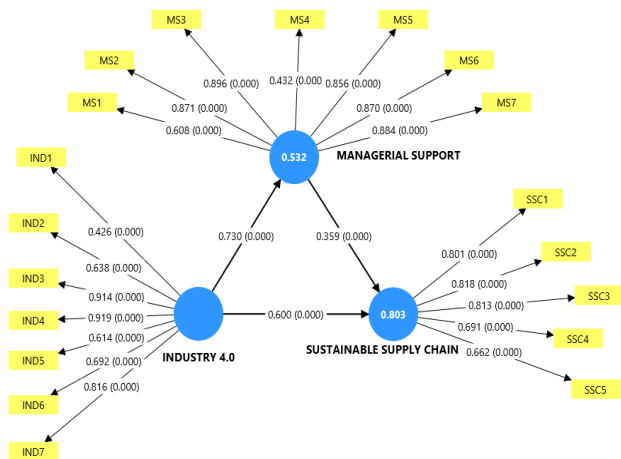 MS3
MS4
MS5
MS2
MS6
MS1
MS7
0.896 (0.000)
0.432 (0.000
0.856 (0.000)
0.871 (0.000)
0.870 (0.000)
0.608 (0.000)
0.884 (0.000)
0.532
MANAGERIAL SUPPORT
IND1
IND2
IND3
IND4
IND5
IND6
IND7
0.426 (0.000)
0.638 (0.000)
0.914 (0.000)
0.919 (0.000)
0.614 (0.000)
0.692 (0.000)
0.816 (0.000)
INDUSTRY 4.0
0.730 (0.000)
0.359 (0.000)
0.600 (0.000)
0.803
SUSTAINABLE SUPPLY CHAIN
0.801 (0.000)
0.818 (0.000)
0.813 (0.000)
0.691 (0.000)
0.662 (0.000)
SSC1
SSC2
SSC3
SSC4
SSC5